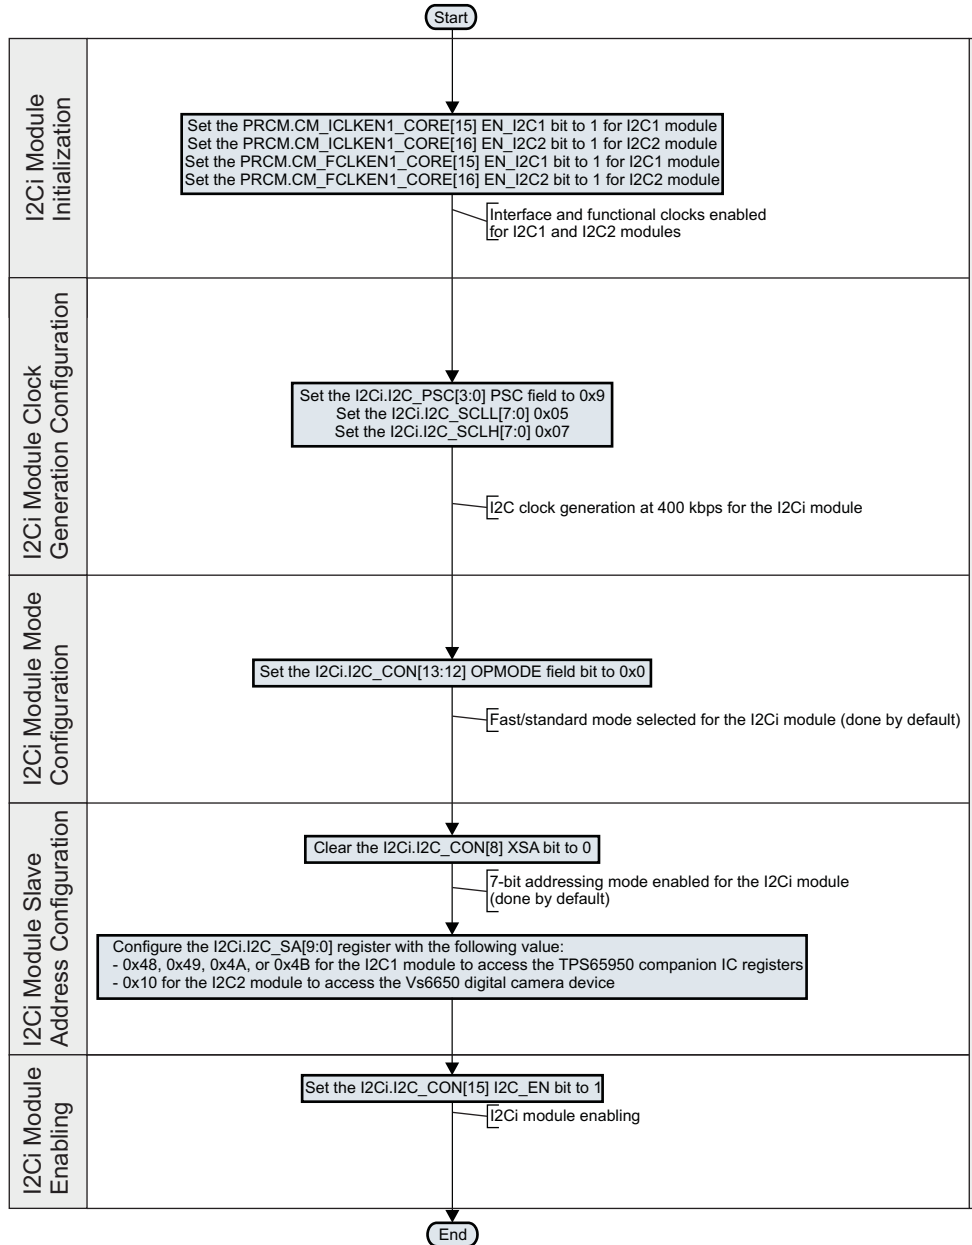 Start
I2Ci Module
Initialization
Set the PRCM.CM_ICLKEN1_CORE[15] EN_I2C1 bit to 1 for I2C1 module
Set the PRCM.CM_ICLKEN1_CORE[16] EN_I2C2 bit to 1 for I2C2 module
Set the PRCM.CM_FCLKEN1_CORE[15] EN_I2C1 bit to 1 for I2C1 module
Set the PRCM.CM_FCLKEN1_CORE[16] EN_I2C2 bit to 1 for I2C2 module
Interface and functional clocks enabled
for I2C1 and I2C2 modules
I2Ci Module Clock
Generation Configuration
Set the I2Ci.I2C_PSC[3:0] PSC field to 0x9
Set the I2Ci.I2C_SCLL[7:0] 0x05
Set the I2Ci.I2C_SCLH[7:0] 0x07
I2C clock generation at 400 kbps for the I2Ci module
I2Ci Module Mode
Configuration
Set the I2Ci.I2C_CON[13:12] OPMODE field bit to 0x0
Fast/standard mode selected for the I2Ci module (done by default)
I2Ci Module Slave
Address Configuration
Clear the I2Ci.I2C_CON[8] XSA bit to 0
7-bit addressing mode enabled for the I2Ci module
(done by default)
Configure the I2Ci.I2C_SA[9:0] register with the following value:
- 0x48, 0x49, 0x4A, or 0x4B for the I2C1 module to access the TPS65950 companion IC registers
- 0x10 for the I2C2 module to access the Vs6650 digital camera device
I2Ci Module
Enabling
Set the I2Ci.I2C_CON[15] I2C_EN bit to 1
I2Ci module enabling
End